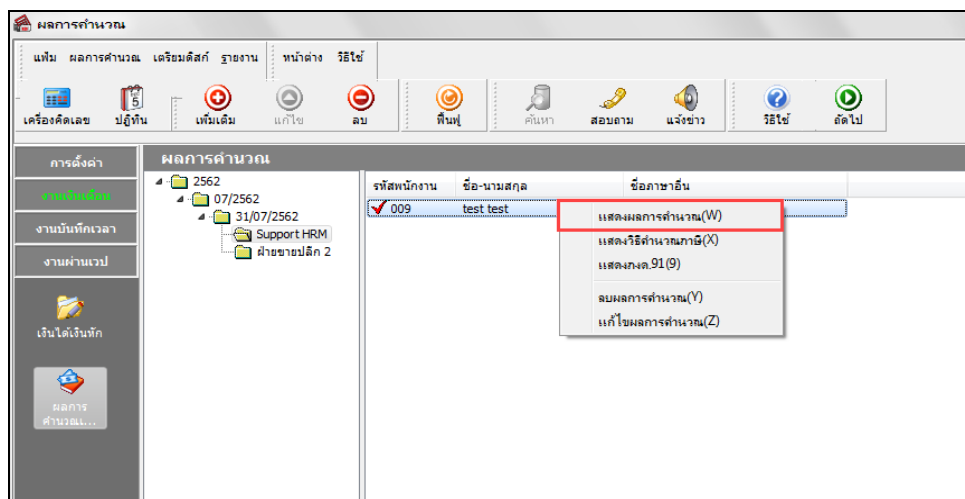 ผลการคำนวณ
แฟ้ม ผลการคำนวณ เตรียมดิสก์ รายงาน หน้าต่าง วิธีใช้
5
เครื่องคิดเลข ปฏิทิน เพิ่มเติม แก้ไข ลบ ฟื้นฟู ค้นหา สอบถาม แจ้งข่าว วิธีใช้ ถัดไป
การตั้งค่า
งานเงินเดือน
งานบันทึกเวลา
งานผ่านเวป
เงินได้เงินหัก
ผลการ
คำนวณเ...
ผลการคำนวณ
2562
07/2562
31/07/2562
Support HRM
ฝ่ายขายปลีก 2
รหัสพนักงาน ชื่อ-นามสกุล ชื่อภาษาอื่น
009 test test
แสดงผลการคำนวณ(W)
แสดงวิธีคำนวณภาษี(X)
แสดงภงด.91(9)
ลบผลการคำนวณ(Y)
แก้ไขผลการคำนวณ(Z)